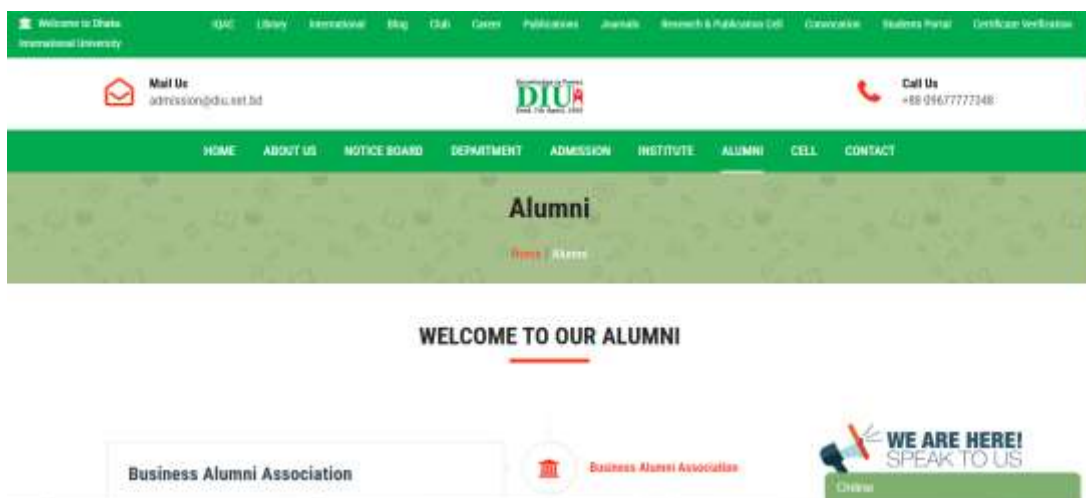 Welcome to Dhaka
International University
IQAC Library International Blog Club Career Publications Journals Research & Publication Cell Convocation Students Portal Certificate Verification
Mail Us
admission@diu.net.bd
DIU
Call Us
HOME ABOUT US NOTICE BOARD DEPARTMENT ADMISSION INSTITUTE ALUMNI CELL CONTACT
Alumni
Home / Alumni
WELCOME TO OUR ALUMNI
Business Alumni Association
Business Alumni Association
WE ARE HERE!
SPEAK TO US
Online